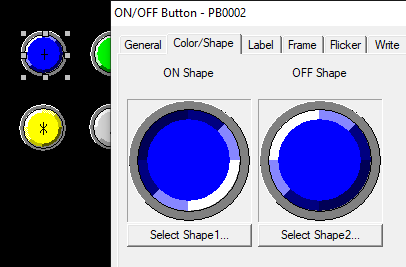 ON/OFF Button - PB0002
General Color/Shape Label Frame Flicker Write
ON Shape OFF Shape
Select Shape1... Select Shape2...